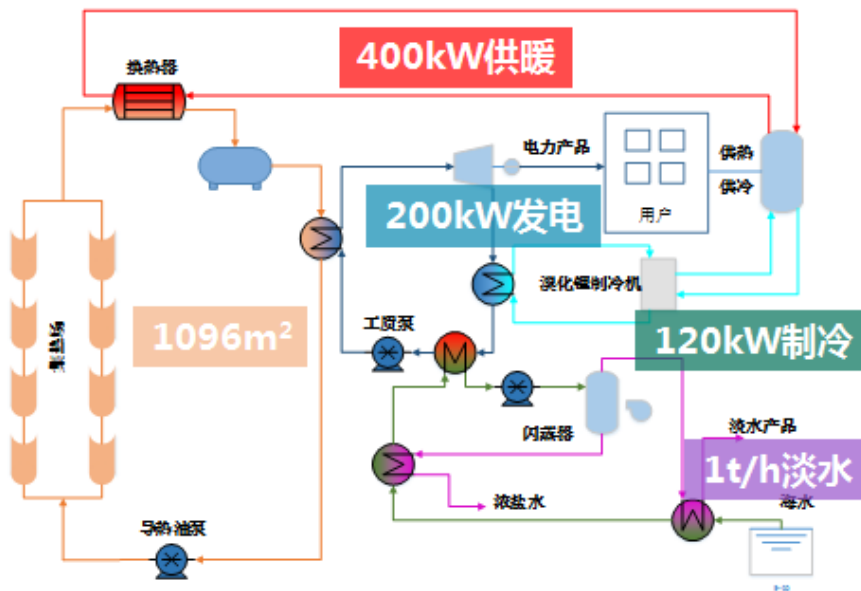 400kW供暖
换热器
电力产品
供热
供冷
用户
200kW发电
溴化锂制冷机
集热场
1096m²
工质泵
120kW制冷
闪蒸器
淡水产品
1t/h淡水
浓盐水
海水
导热油泵